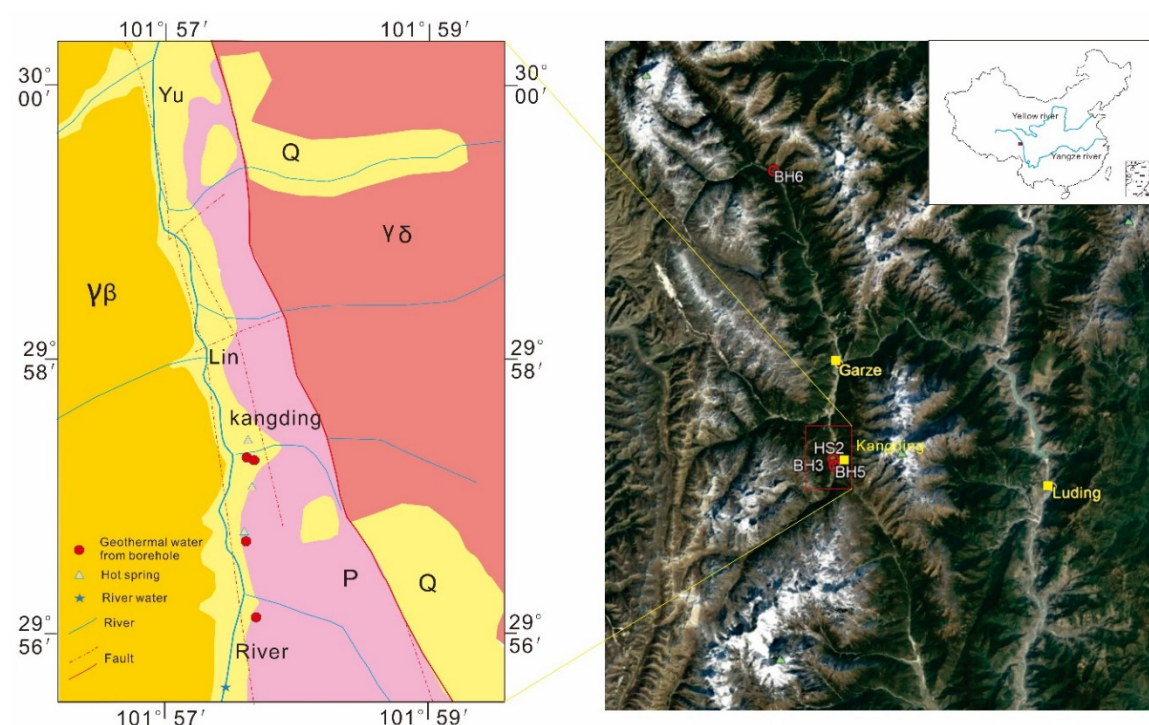 101° 57′
101° 59′
30°
00′
30°
00′
Yu
Q
γδ
γβ
29°
58′
29°
58′
Lin
kangding
Geothermal water
from borehole
Hot spring
River water
River
Fault
P
Q
29°
56′
29°
56′
River
101° 57′
101° 59′
Yellow river
Yangze river
BH6
Garze
Kangding
HS2
BH3
BH5
Luding